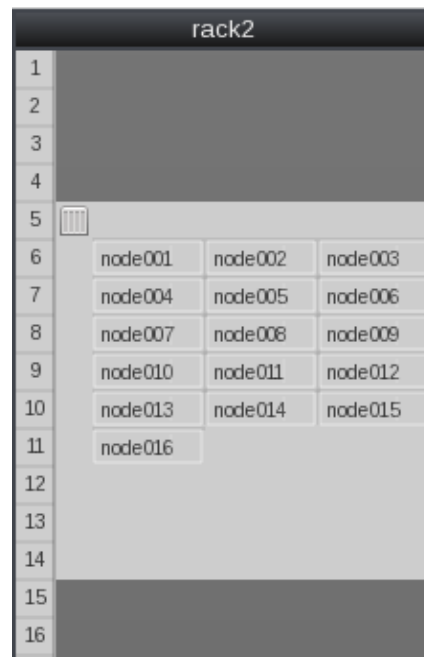 rack2
1
2
3
4
5
6 node001 node002 node003
7 node004 node005 node006
8 node007 node008 node009
9 node010 node011 node012
10 node013 node014 node015
11 node016
12
13
14
15
16